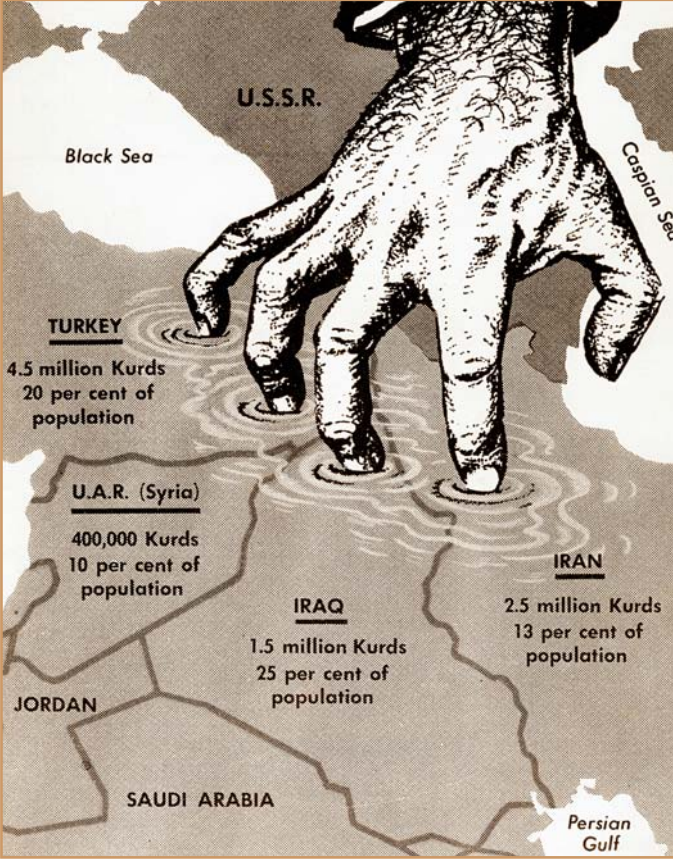 U.S.S.R.
Black Sea
Caspian Sea
TURKEY
4.5 million Kurds
20 per cent of
population
U.A.R. (Syria)
400,000 Kurds
10 per cent of
population
IRAN
2.5 million Kurds
13 per cent of
population
IRAQ
1.5 million Kurds
25 per cent of
population
JORDAN
SAUDI ARABIA
Persian
Gulf